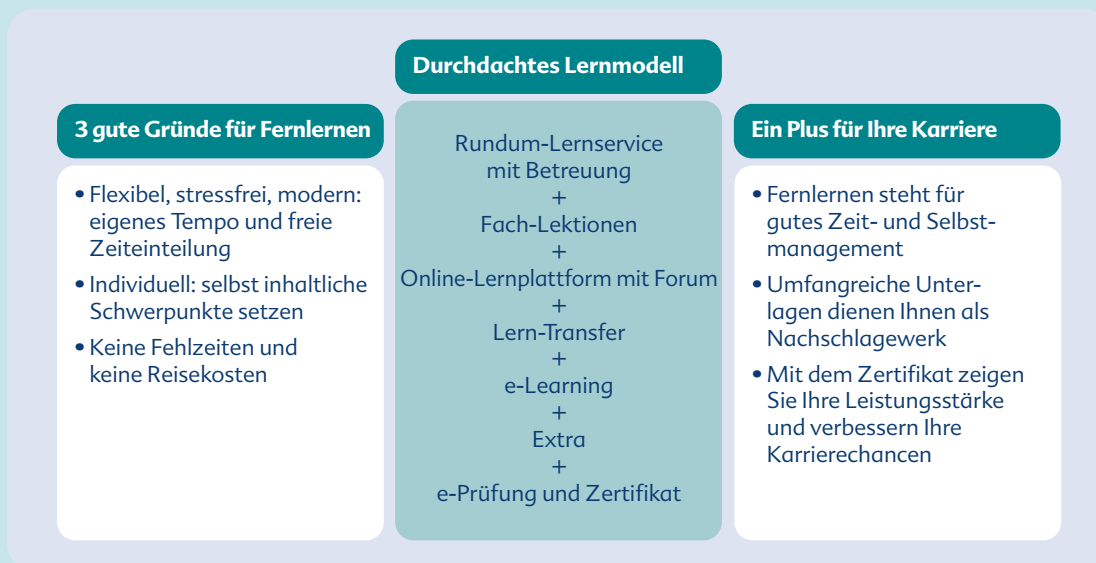 Durchdachtes Lernmodell
3 gute Gründe für Fernlernen
• Flexibel, stressfrei, modern:
eigenes Tempo und freie
Zeiteinteilung
• Individuell: selbst inhaltliche
Schwerpunkte setzen
• Keine Fehlzeiten und
keine Reisekosten
Rundum-Lernservice
mit Betreuung
+
Fach-Lektionen
+
Online-Lernplattform mit Forum
+
Lern-Transfer
+
e-Learning
+
Extra
+
e-Prüfung und Zertifikat
Ein Plus für Ihre Karriere
• Fernlernen steht für
gutes Zeit- und Selbst-
management
• Umfangreiche Unter-
lagen dienen Ihnen als
Nachschlagewerk
• Mit dem Zertifikat zeigen
Sie Ihre Leistungsstärke
und verbessern Ihre
Karrierechancen